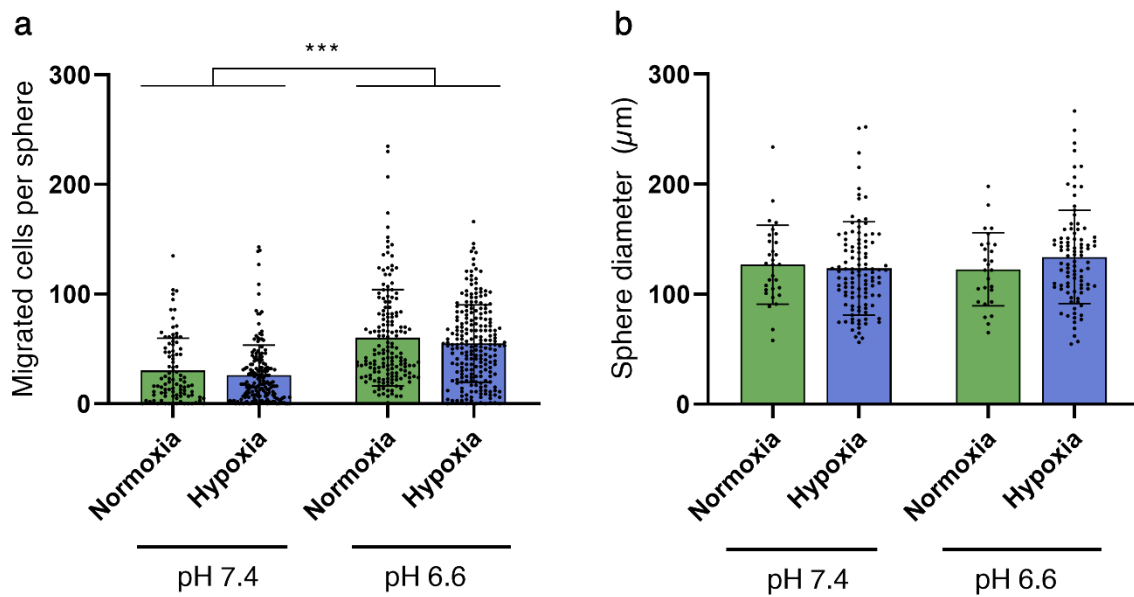 a
***
Migrated cells per sphere
300
200
100
0
Normoxia
Hypoxia
Normoxia
Hypoxia
pH 7.4
pH 6.6
b
Sphere diameter (μm)
300
200
100
0
Normoxia
Hypoxia
Normoxia
Hypoxia
pH 7.4
pH 6.6